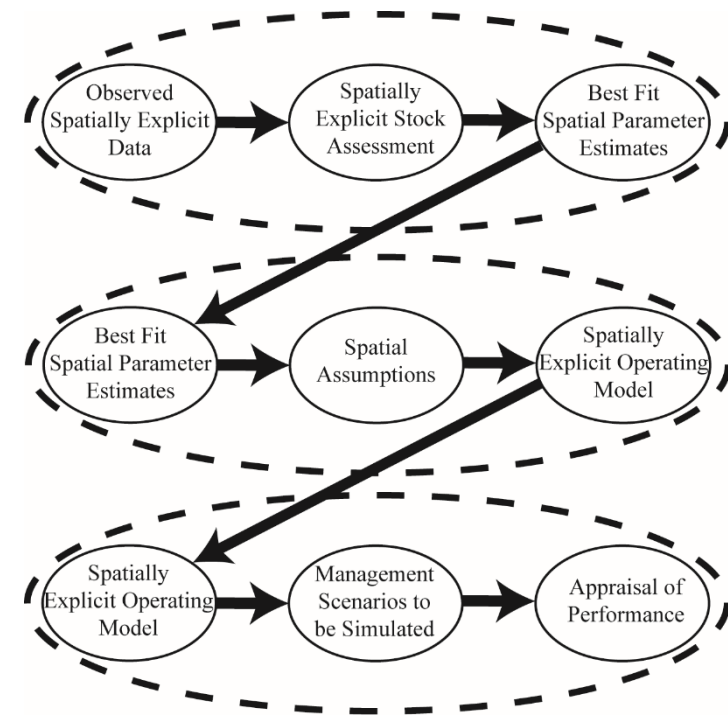 Observed
Spatially Explicit
Data
Spatially
Explicit Stock
Assessment
Best Fit
Spatial Parameter
Estimates
Best Fit
Spatial Parameter
Estimates
Spatial
Assumptions
Spatially
Explicit Operating
Model
Spatially
Explicit Operating
Model
Management
Scenarios to
be Simulated
Appraisal of
Performance